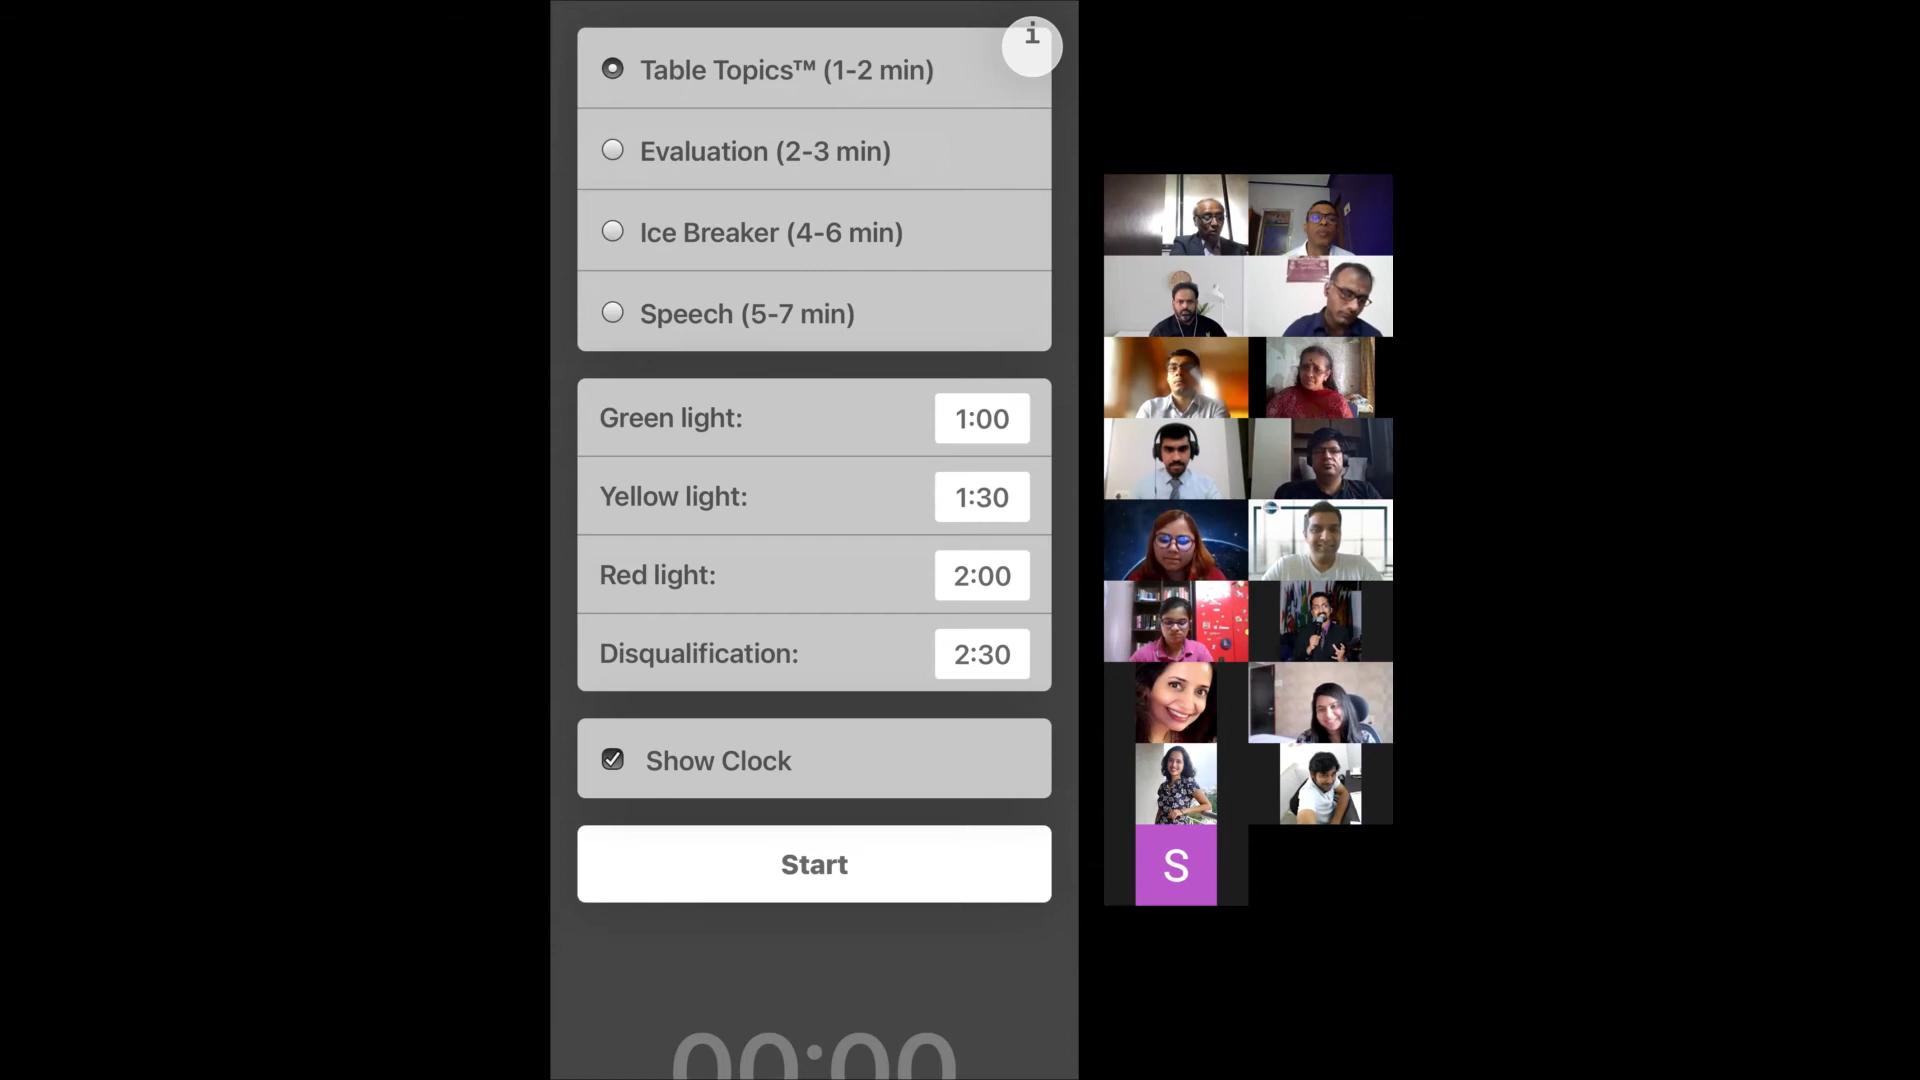 i
Table Topics™ (1-2 min)
Evaluation (2-3 min)
Ice Breaker (4-6 min)
Speech (5-7 min)
Green light: 1:00
Yellow light: 1:30
Red light: 2:00
Disqualification: 2:30
Show Clock
Start
00:00
S